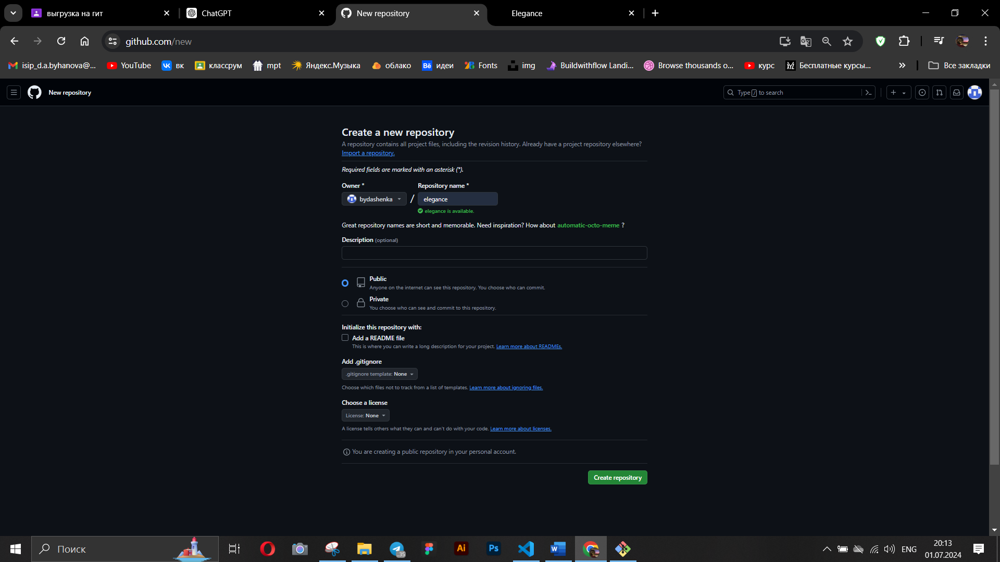 выгрузка на гит
ChatGPT
New repository
Elegance
github.com/new
isip_d.a.byhanova@...
YouTube
вк
классрум
mpt
Яндекс.Музыка
облако
Bē идеи
Fonts
img
Buildwithflow Landi...
Browse thousands o...
курс
Бесплатные курсы...
Все закладки
New repository
Type / to search
Create a new repository
A repository contains all project files, including the revision history. Already have a project repository elsewhere?
Import a repository.
Required fields are marked with an asterisk (*).
Owner *
Repository name *
bydashenka
/
elegance
elegance is available.
Great repository names are short and memorable. Need inspiration? How about automatic-octo-meme ?
Description (optional)
Public
Anyone on the internet can see this repository. You choose who can commit.
Private
You choose who can see and commit to this repository.
Initialize this repository with:
Add a README file
This is where you can write a long description for your project. Learn more about READMEs.
Add .gitignore
.gitignore template: None
Choose which files not to track from a list of templates. Learn more about ignoring files.
Choose a license
License: None
A license tells others what they can and can't do with your code. Learn more about licenses.
You are creating a public repository in your personal account.
Create repository
Поиск
..35
Ai
Ps
W
ENG
20:13
01.07.2024